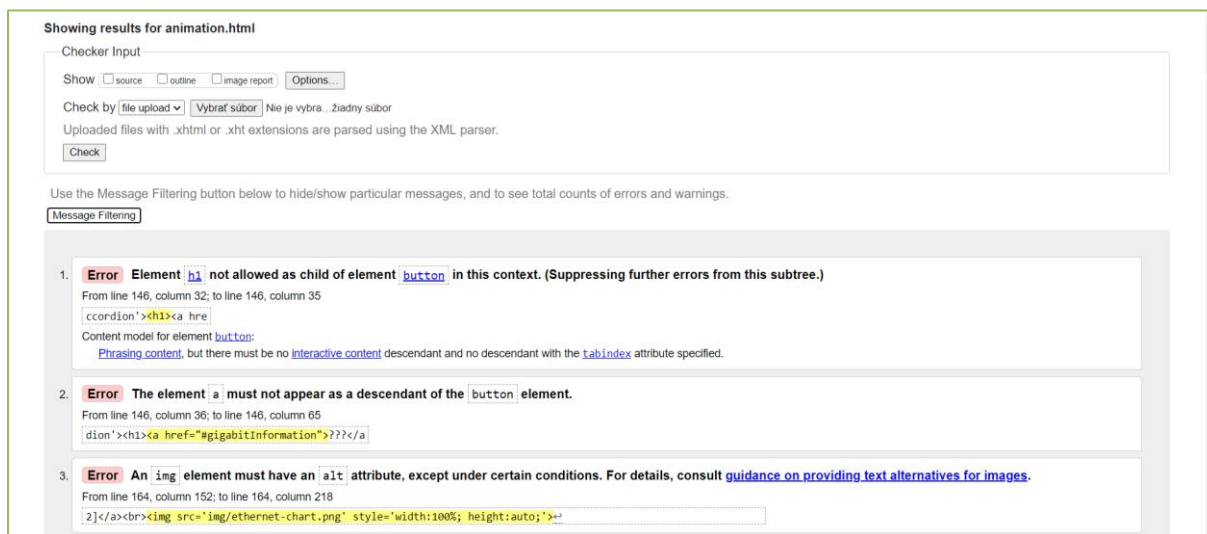 Showing results for animation.html
Checker Input
Show source outline image report Options...
Check by file upload Vybrať súbor Nie je vybra...žiadny súbor
Uploaded files with .xhtml or .xht extensions are parsed using the XML parser.
Check
Use the Message Filtering button below to hide/show particular messages, and to see total counts of errors and warnings.
Message Filtering
1. Error Element h1 not allowed as child of element button in this context. (Suppressing further errors from this subtree.)
From line 146, column 32; to line 146, column 35
ccordion'><h1><a hre
Content model for element button:
Phrasing content, but there must be no interactive content descendant and no descendant with the tabindex attribute specified.
2. Error The element a must not appear as a descendant of the button element.
From line 146, column 36; to line 146, column 65
dion'><h1><a href="#gigabitInformation">???</a
3. Error An img element must have an alt attribute, except under certain conditions. For details, consult guidance on providing text alternatives for images.
From line 164, column 152; to line 164, column 218
2]</a><br><img src='img/ethernet-chart.png' style='width:100%; height:auto;'>↩